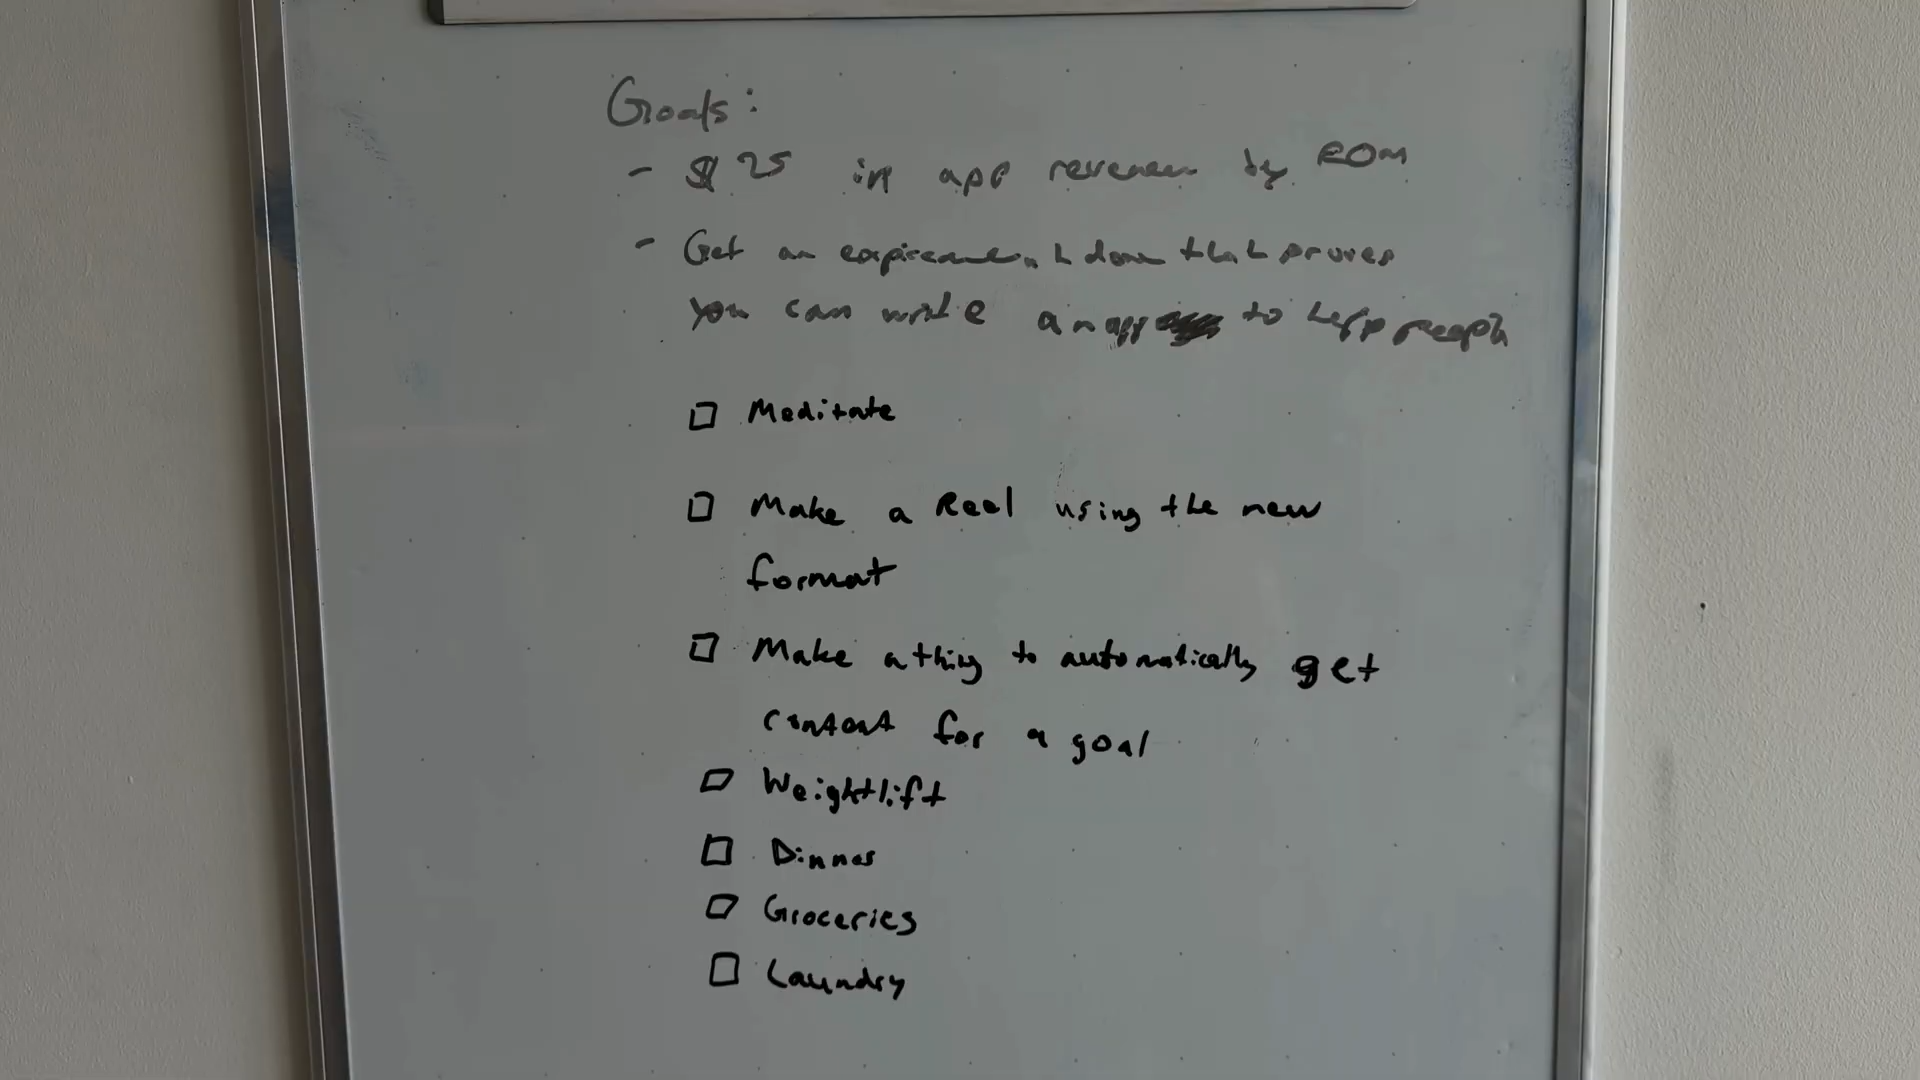 Goals:
- $25 in app revenue by EOM
- Get an expirement done that proves
you can write an app to help people
☐ Meditate
☐ Make a Reel using the new
format
☐ Make a thing to automatically get
content for a goal
☐ Weightlift
☐ Dinner
☐ Groceries
☐ Laundry